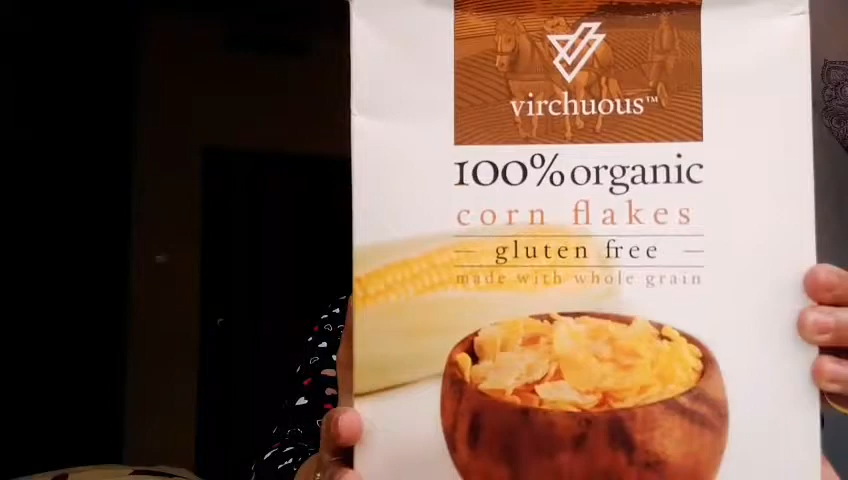 virchuous™
100% organic
corn flakes
gluten free
made with whole grain